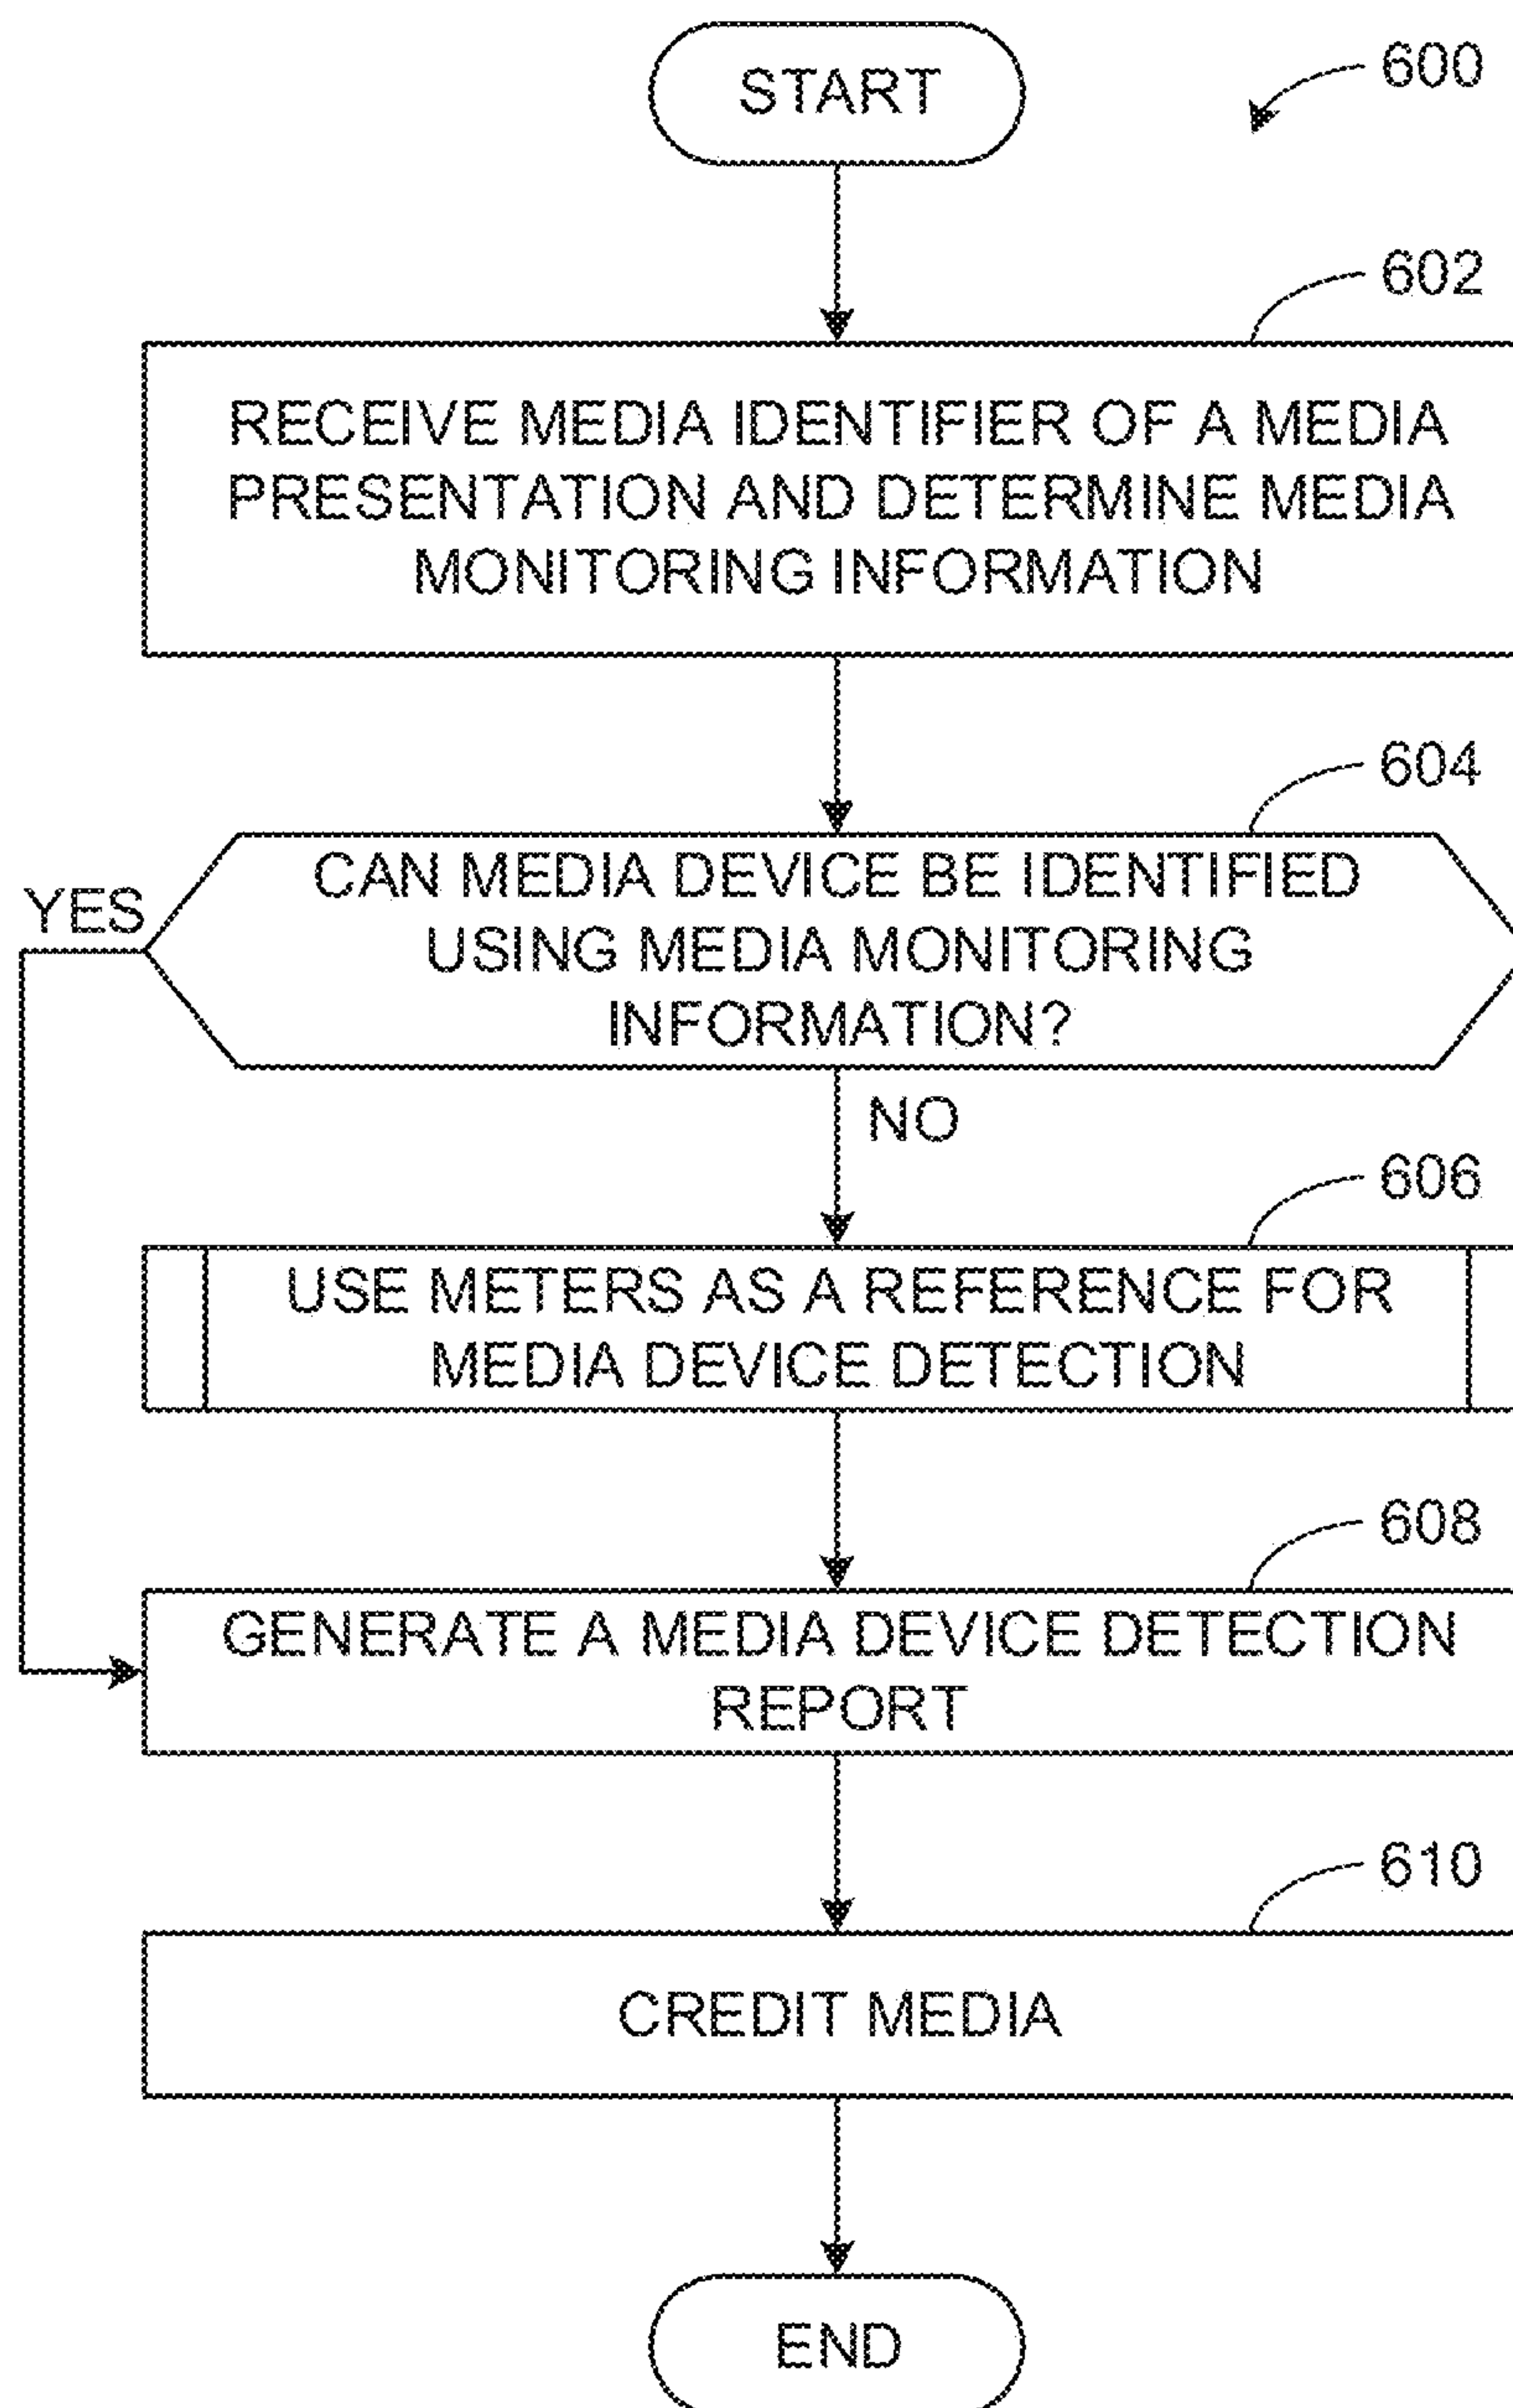 START
600
602
RECEIVE MEDIA IDENTIFIER OF A MEDIA
PRESENTATION AND DETERMINE MEDIA
MONITORING INFORMATION
604
CAN MEDIA DEVICE BE IDENTIFIED
USING MEDIA MONITORING
INFORMATION?
YES
NO
606
USE METERS AS A REFERENCE FOR
MEDIA DEVICE DETECTION
608
GENERATE A MEDIA DEVICE DETECTION
REPORT
610
CREDIT MEDIA
END